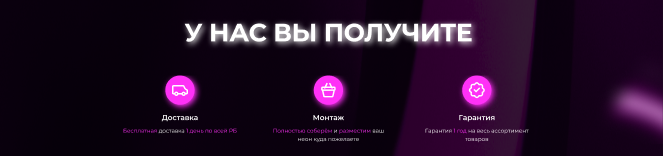 У НАС ВЫ ПОЛУЧИТЕ
Доставка
Бесплатная доставка 1 день по всей РБ
Монтаж
Полностью соберём и разместим ваш
неон куда пожелаете
Гарантия
Гарантия 1 год на весь ассортимент
товаров